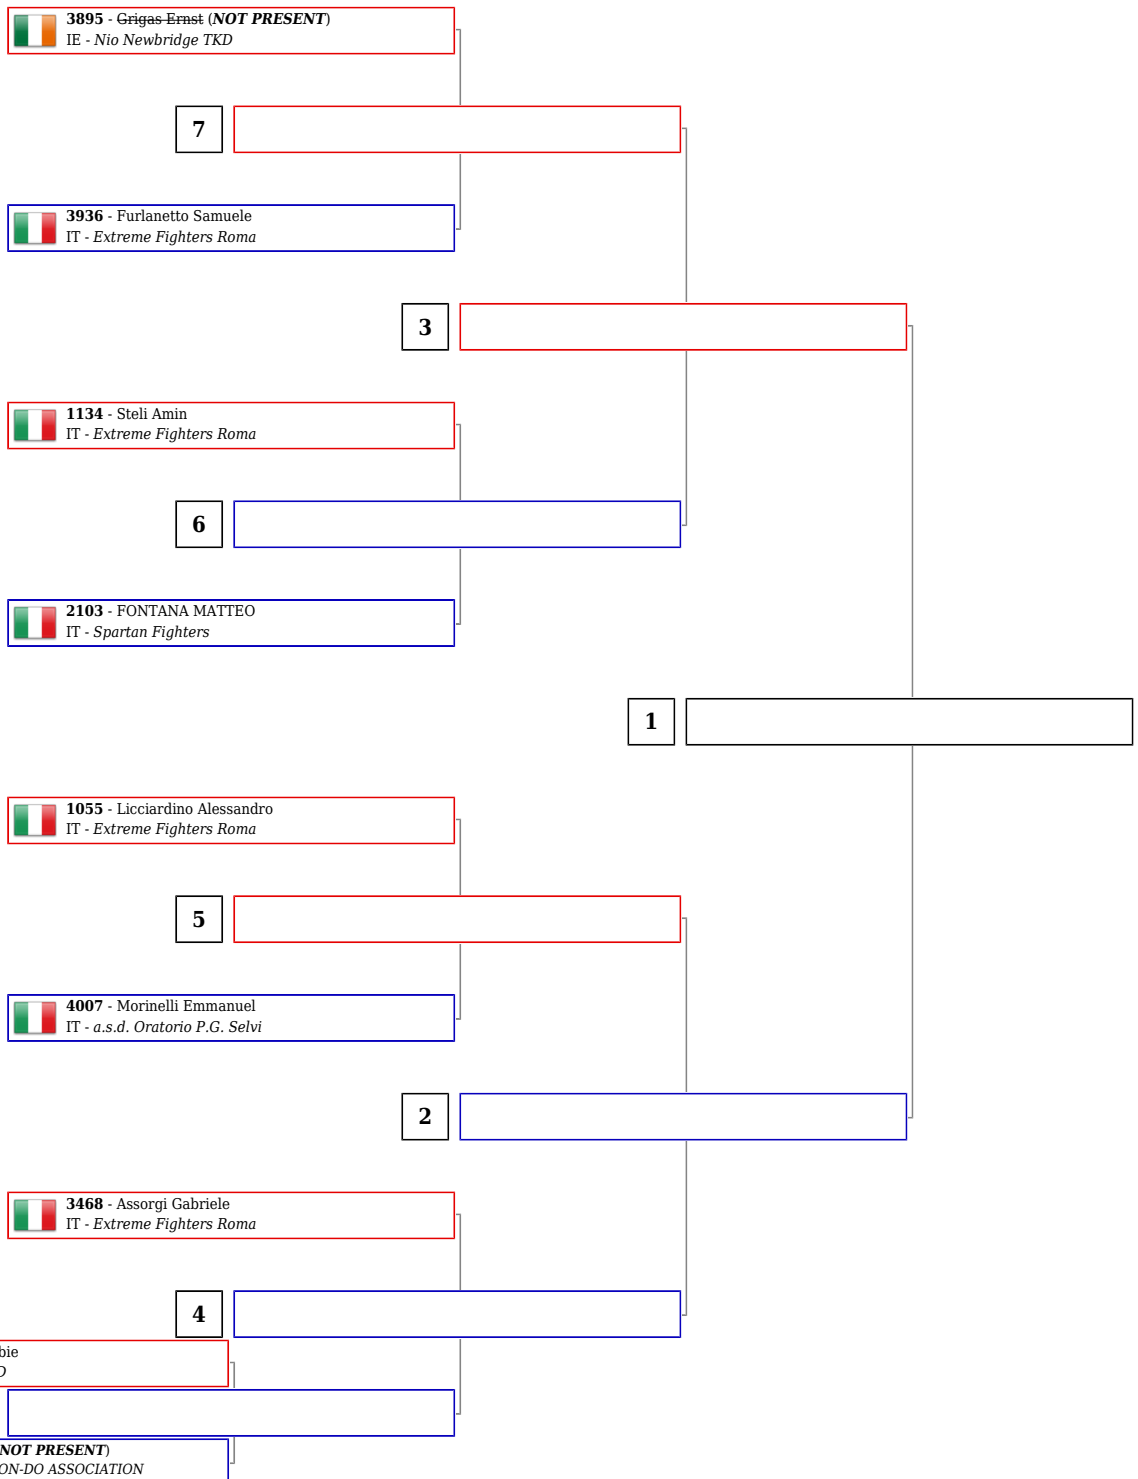 3895 - Grigas Ernst (NOT PRESENT)
IE - Nio Newbridge TKD
7
3936 - Furlanetto Samuele
IT - Extreme Fighters Roma
3
1134 - Steli Amin
IT - Extreme Fighters Roma
6
2103 - FONTANA MATTEO
IT - Spartan Fighters
1
1055 - Licciardino Alessandro
IT - Extreme Fighters Roma
5
4007 - Morinelli Emmanuel
IT - a.s.d. Oratorio P.G. Selvi
2
3468 - Assorgi Gabriele
IT - Extreme Fighters Roma
4
NOT PRESENT)
ASSOCIATION